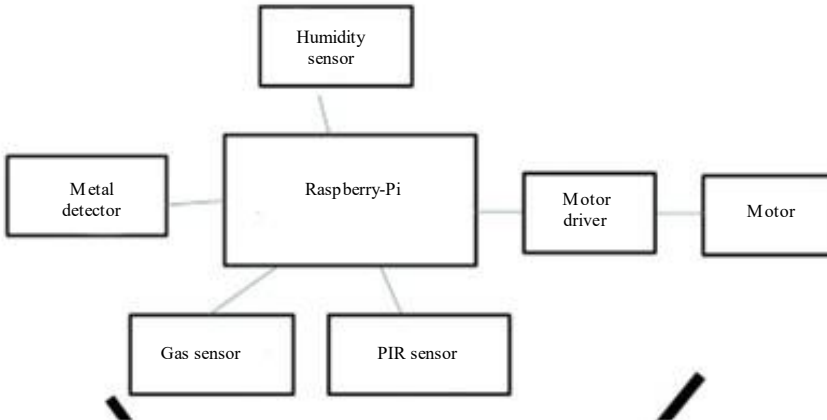 Humidity
sensor
Metal
detector
Raspberry-Pi
Motor
driver
Motor
Gas sensor
PIR sensor